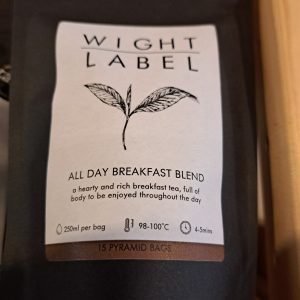 WIGHT
LABEL
ALL DAY BREAKFAST BLEND
a hearty and rich breakfast tea, full of
body to be enjoyed throughout the day
250ml per bag 98-100°C 4-5mins
15 PYRAMID BAGS